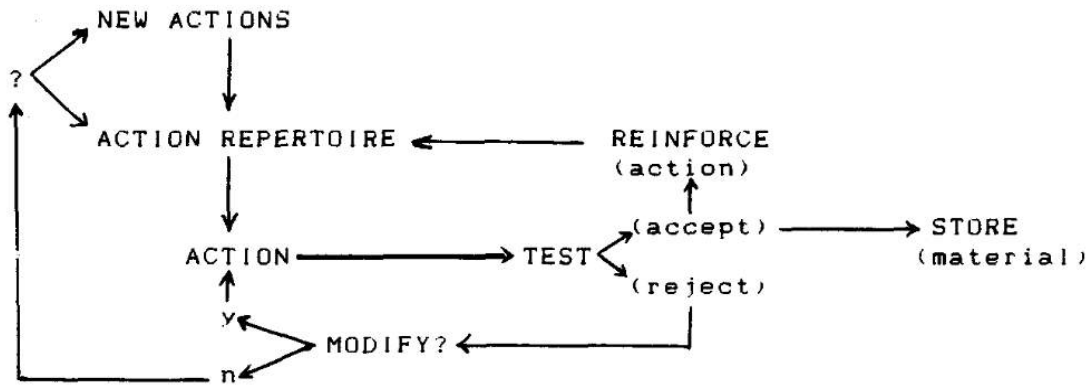 NEW ACTIONS
?
ACTION REPERTOIRE
REINFORCE
(action)
(accept)
STORE
(material)
ACTION
TEST
(reject)
y
MODIFY?
n